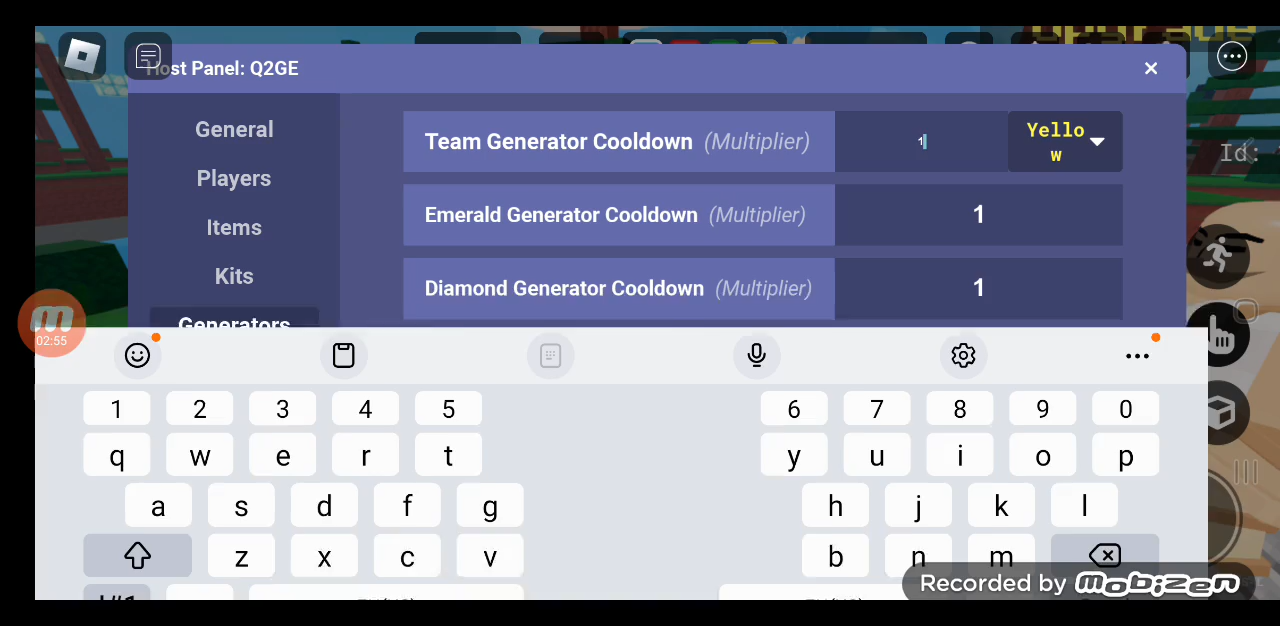 Host Panel: Q2GE
×
General
Players
Items
Kits
Generators
Team Generator Cooldown (Multiplier)
1
Yello
w
Emerald Generator Cooldown (Multiplier)
1
Diamond Generator Cooldown (Multiplier)
1
Id:
02:55
1 2 3 4 5 6 7 8 9 0
q w e r t y u i o p
a s d f g h j k l
z x c v b n m
!#1
Recorded by mobizen